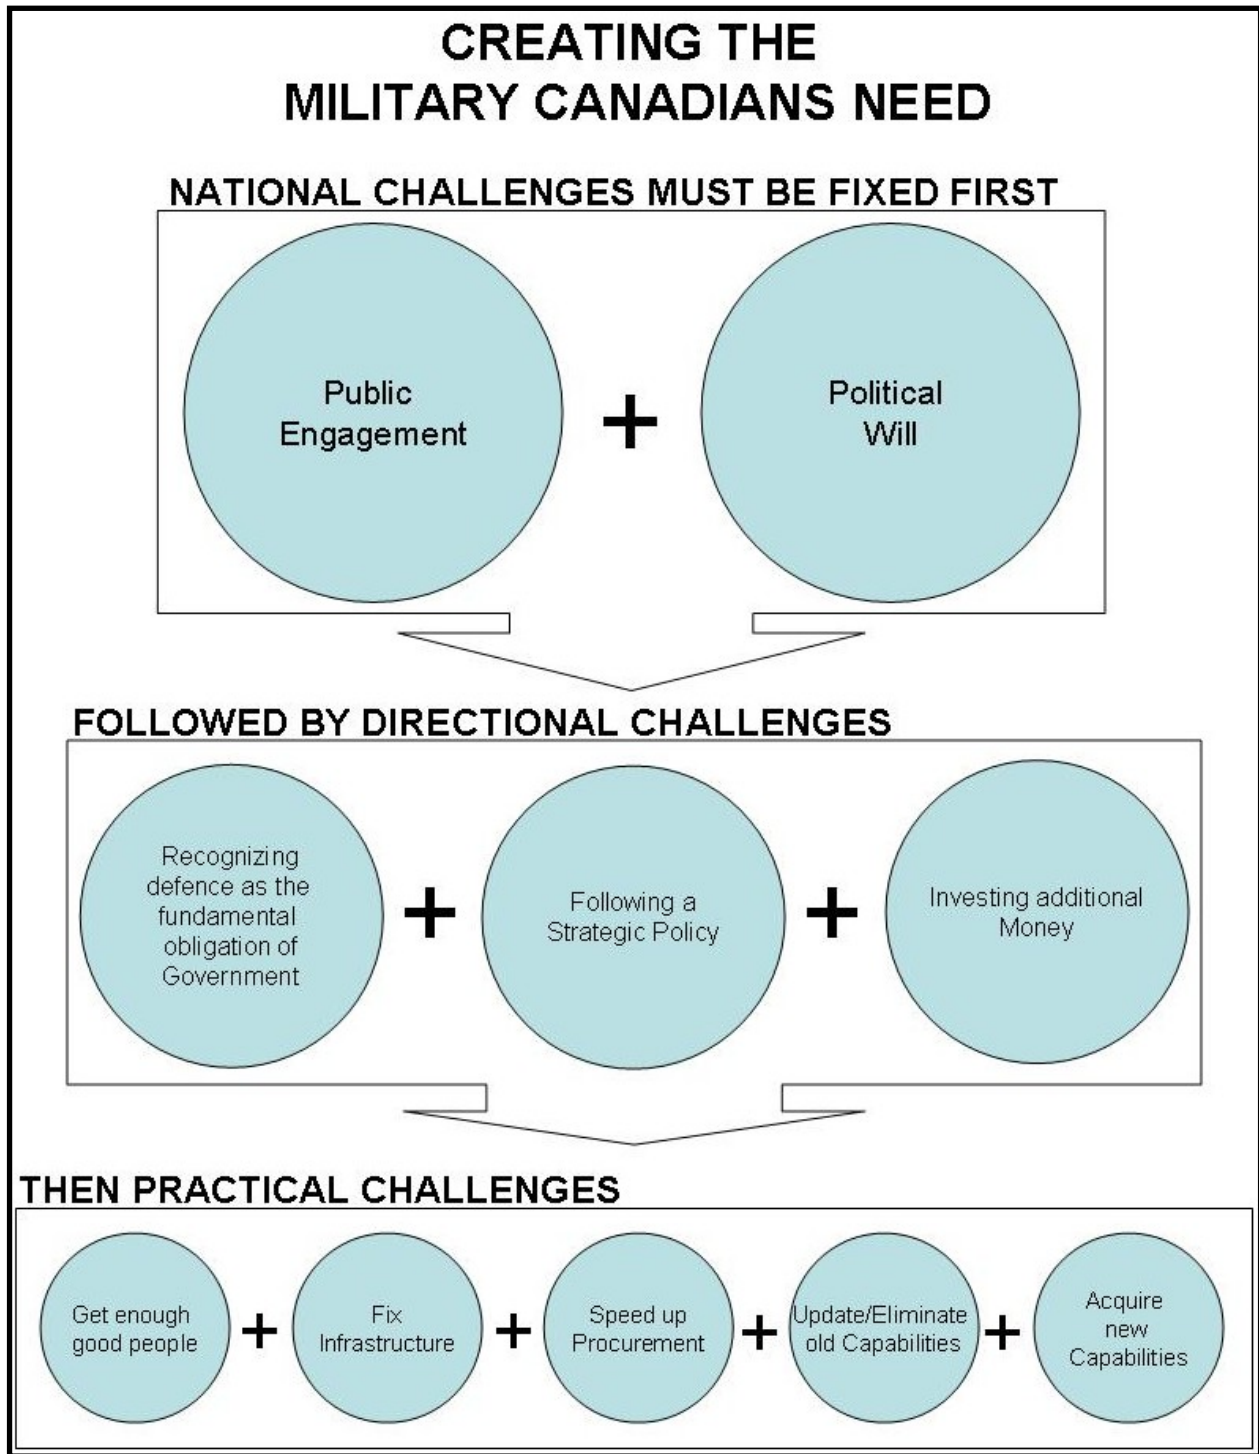 CREATING THE
MILITARY CANADIANS NEED
NATIONAL CHALLENGES MUST BE FIXED FIRST
Public
Engagement
+
Political
Will
FOLLOWED BY DIRECTIONAL CHALLENGES
Recognizing
defence as the
fundamental
obligation of
Government
+
Following a
Strategic Policy
+
Investing additional
Money
THEN PRACTICAL CHALLENGES
Get enough
good people
+
Fix
Infrastructure
+
Speed up
Procurement
+
Update/Eliminate
old Capabilities
+
Acquire
new
Capabilities